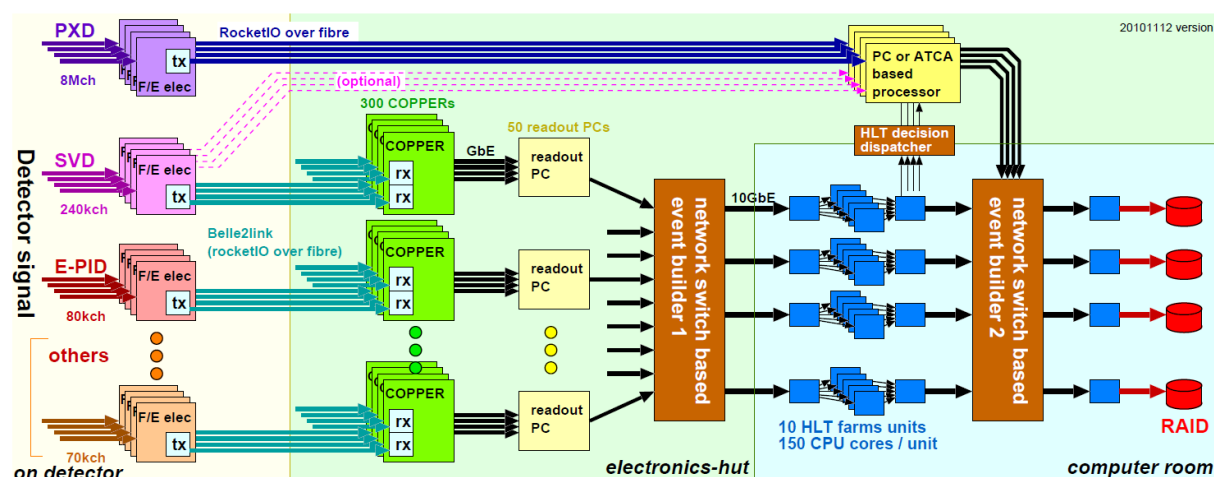 PXD
8Mch
F/E elec
tx
RocketIO over fibre
(optional)
PC or ATCA
based
processor
20101112 version
HLT decision
dispatcher
Detector signal
SVD
240kch
F/E elec
tx
300 COPPERs
COPPER
rx
rx
GbE
50 readout PCs
readout
PC
Belle2link
(rocketIO over fibre)
E-PID
80kch
F/E elec
tx
COPPER
rx
rx
readout
PC
others
70kch
F/E elec
tx
COPPER
rx
rx
readout
PC
network switch based
event builder 1
10GbE
network switch based
event builder 2
10 HLT farms units
150 CPU cores / unit
RAID
on detector
electronics-hut
computer room